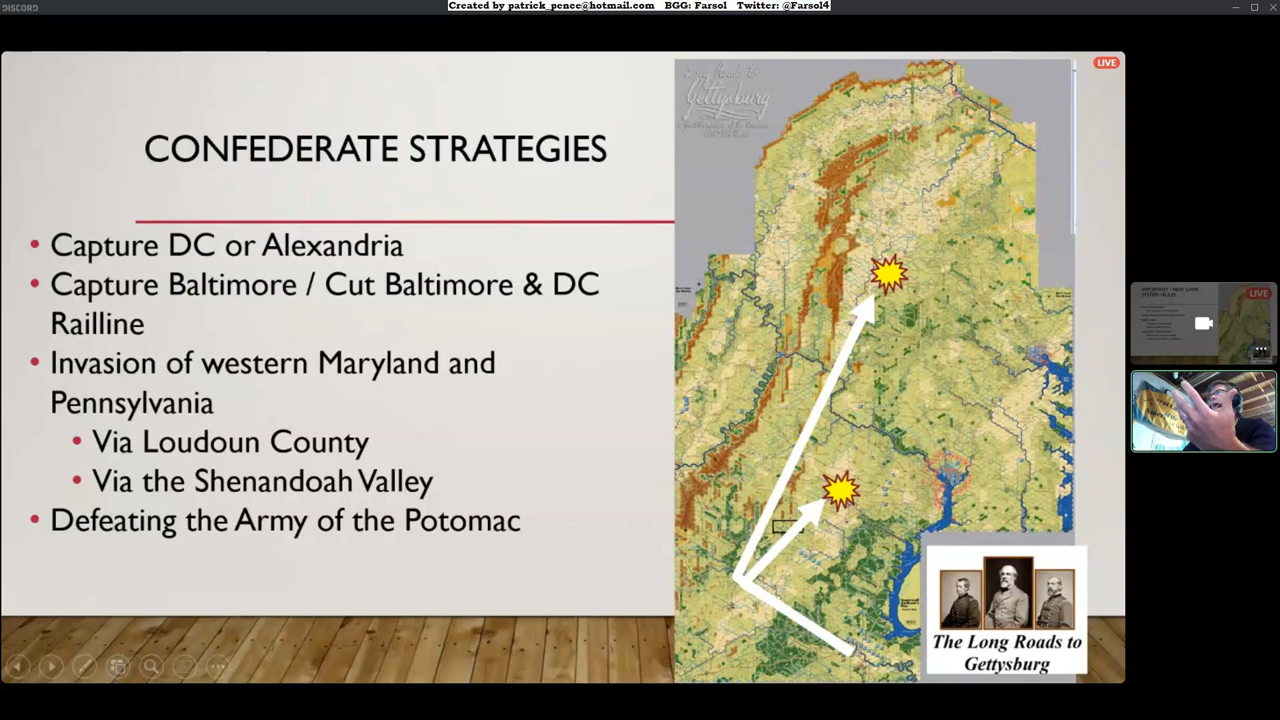 DISCORD
Created by patrick_pence@hotmail.com BGG: Farsol Twitter: @Farsol4
LIVE
Long Roads to
Gettysburg
CONFEDERATE STRATEGIES
• Capture DC or Alexandria
• Capture Baltimore / Cut Baltimore & DC
Railline
• Invasion of western Maryland and
Pennsylvania
• Via Loudoun County
• Via the Shenandoah Valley
• Defeating the Army of the Potomac
The Long Roads to
Gettysburg
LIVE